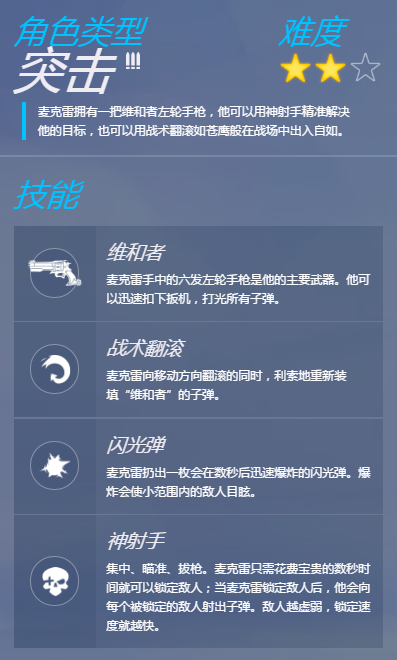 角色类型 难度
突击
麦克雷拥有一把维和者左轮手枪，他可以用神射手精准解决
他的目标，也可以用战术翻滚如苍鹰般在战场中出入自如。
技能
维和者
麦克雷手中的六发左轮手枪是他的主要武器。他可
以迅速扣下扳机，打光所有子弹。
战术翻滚
麦克雷向移动方向翻滚的同时，利索地重新装
填“维和者”的子弹。
闪光弹
麦克雷扔出一枚会在数秒后迅速爆炸的闪光弹。爆
炸会使小范围内的敌人目眩。
神射手
集中、瞄准、拔枪。麦克雷只需花费宝贵的数秒时
间就可以锁定敌人；当麦克雷锁定敌人后，他会向
每个被锁定的敌人射出子弹。敌人越虚弱，锁定速
度就越快。